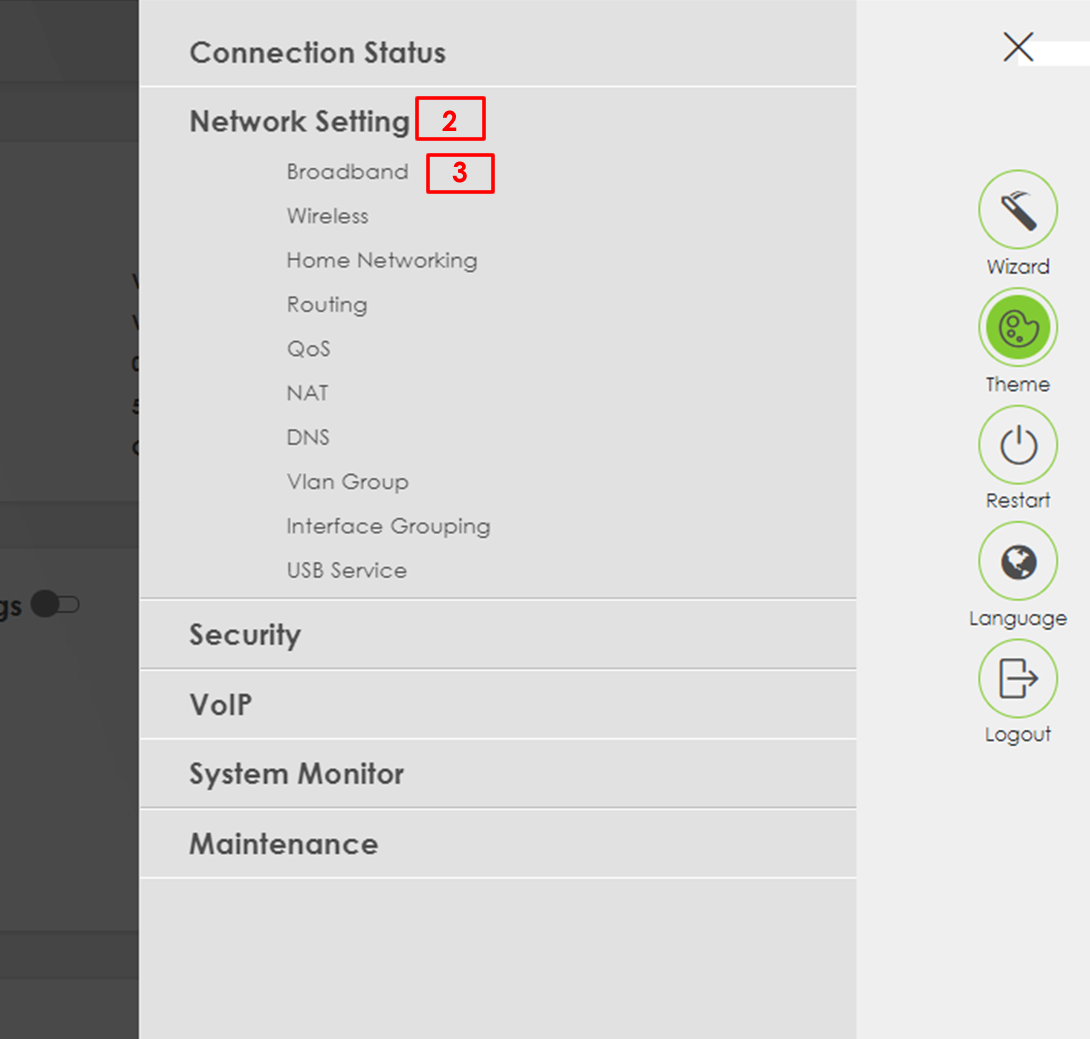 Connection Status
Network Setting 2
Broadband 3
Wireless
Home Networking
Routing
QoS
NAT
DNS
Vlan Group
Interface Grouping
USB Service
Security
VoIP
System Monitor
Maintenance
Wizard
Theme
Restart
Language
Logout